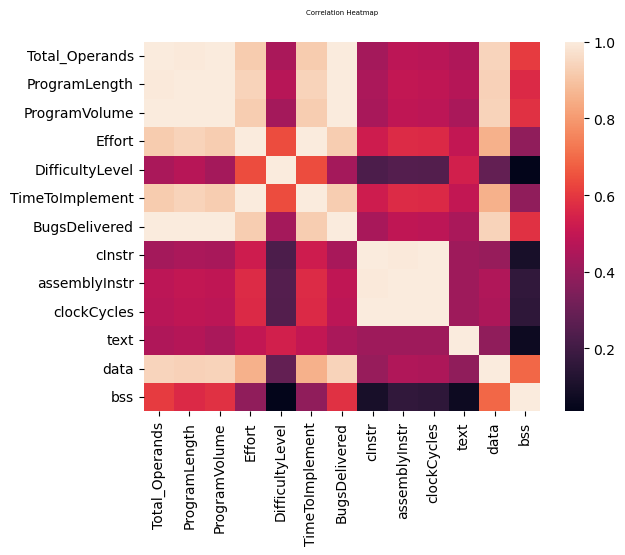 Correlation Heatmap
Total_Operands
ProgramLength
ProgramVolume
Effort
DifficultyLevel
TimeToImplement
BugsDelivered
cInstr
assemblyInstr
clockCycles
text
data
bss
1.0
0.8
0.6
0.4
0.2
Total_Operands
ProgramLength
ProgramVolume
Effort
DifficultyLevel
TimeToImplement
BugsDelivered
cInstr
assemblyInstr
clockCycles
text
data
bss